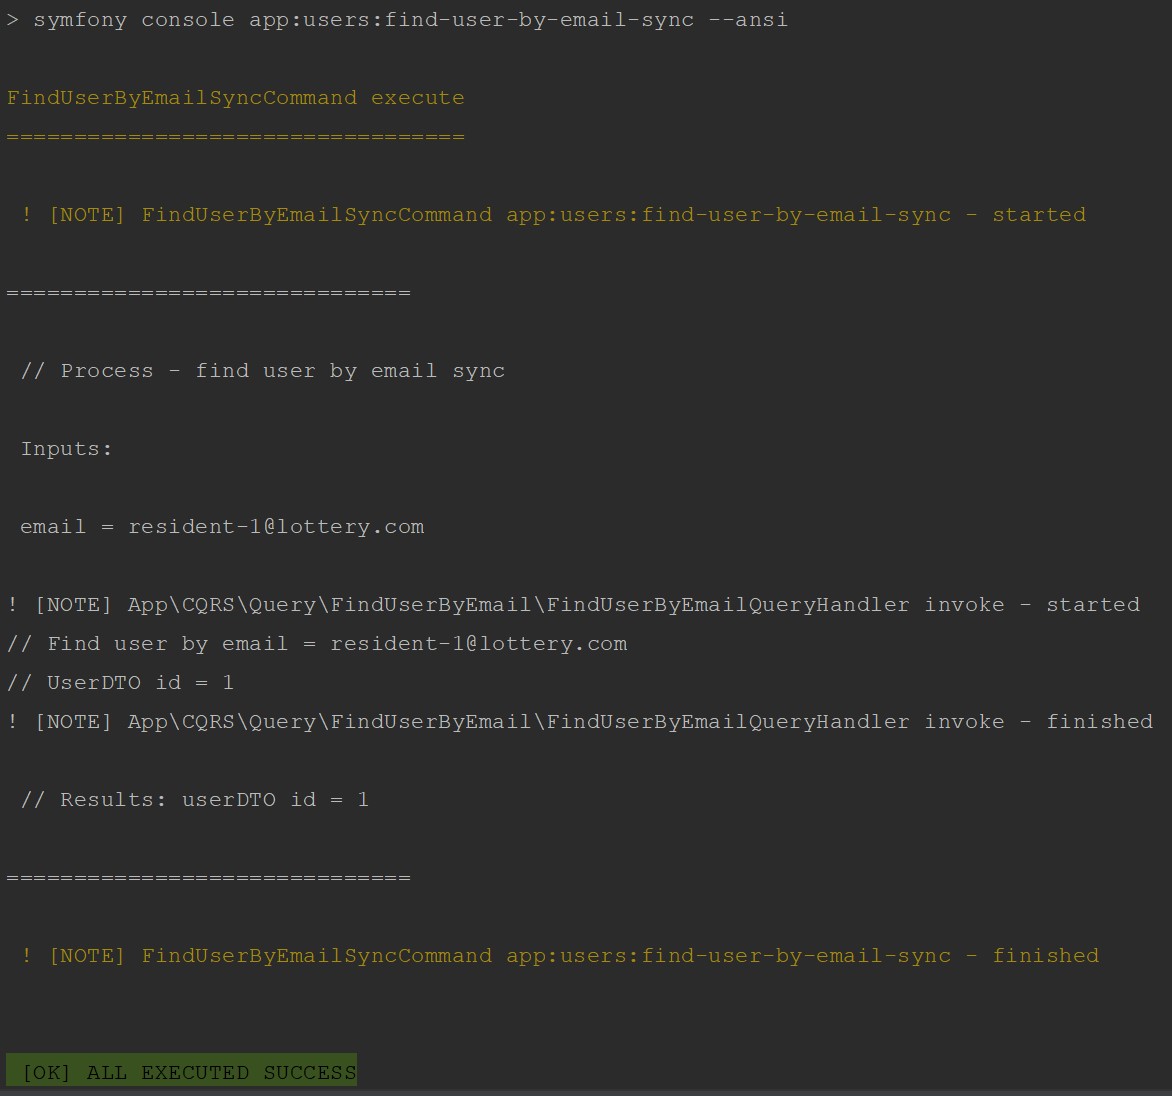 > symfony console app:users:find-user-by-email-sync --ansi
FindUserByEmailSyncCommand execute
==================================
! [NOTE] FindUserByEmailSyncCommand app:users:find-user-by-email-sync - started
==============================
// Process - find user by email sync
Inputs:
email = resident-1@lottery.com
! [NOTE] App\CQRS\Query\FindUserByEmail\FindUserByEmailQueryHandler invoke - started
// Find user by email = resident-1@lottery.com
// UserDTO id = 1
! [NOTE] App\CQRS\Query\FindUserByEmail\FindUserByEmailQueryHandler invoke - finished
// Results: userDTO id = 1
==============================
! [NOTE] FindUserByEmailSyncCommand app:users:find-user-by-email-sync - finished
[OK] ALL EXECUTED SUCCESS